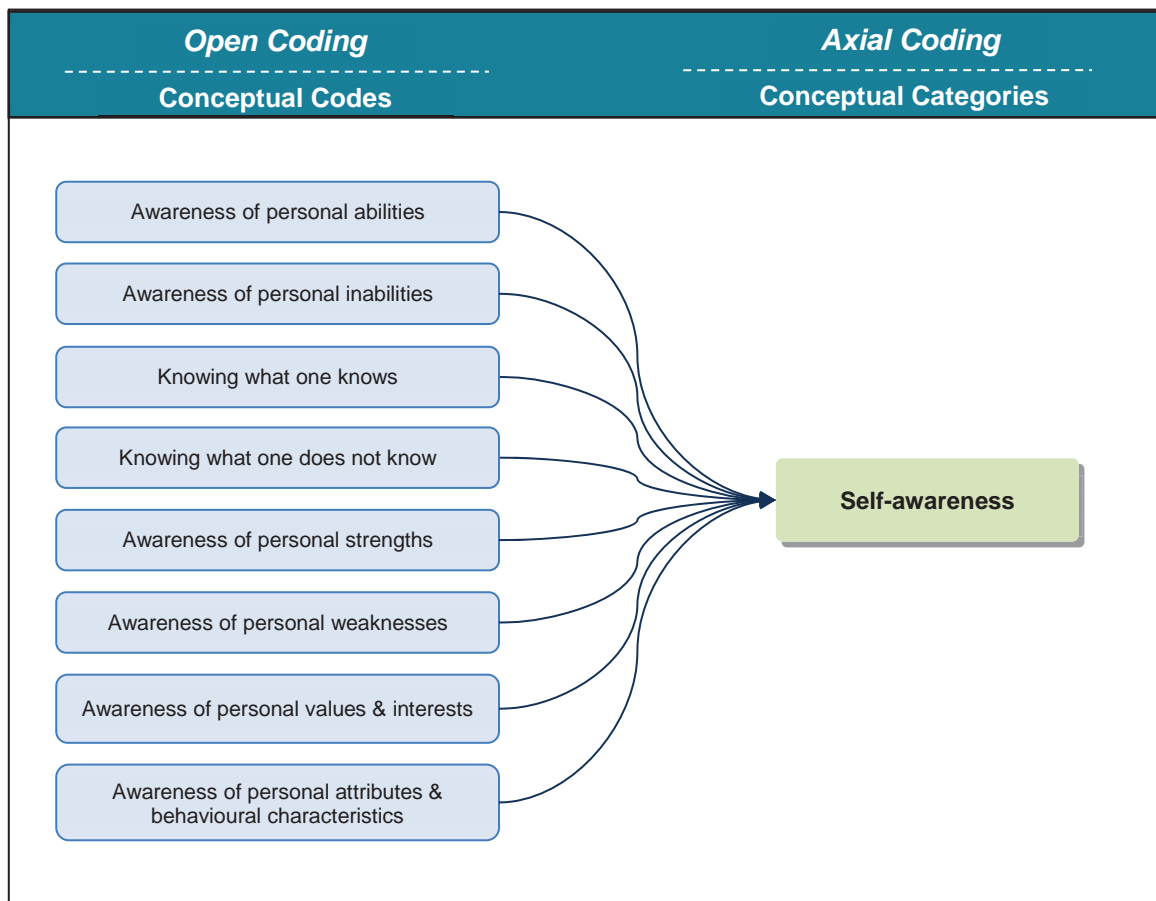 Open Coding
Conceptual Codes
Axial Coding
Conceptual Categories
Awareness of personal abilities
Awareness of personal inabilities
Knowing what one knows
Knowing what one does not know
Awareness of personal strengths
Awareness of personal weaknesses
Awareness of personal values & interests
Awareness of personal attributes &
behavioural characteristics
Self-awareness